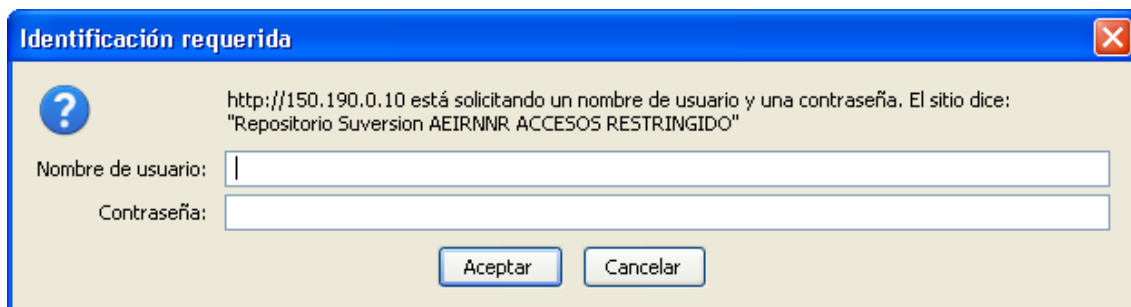 Identificación requerida
http://150.190.0.10 está solicitando un nombre de usuario y una contraseña. El sitio dice:
"Repositorio Suversion AEIRNNR ACCESOS RESTRINGIDO"
Nombre de usuario:
Contraseña:
Aceptar Cancelar